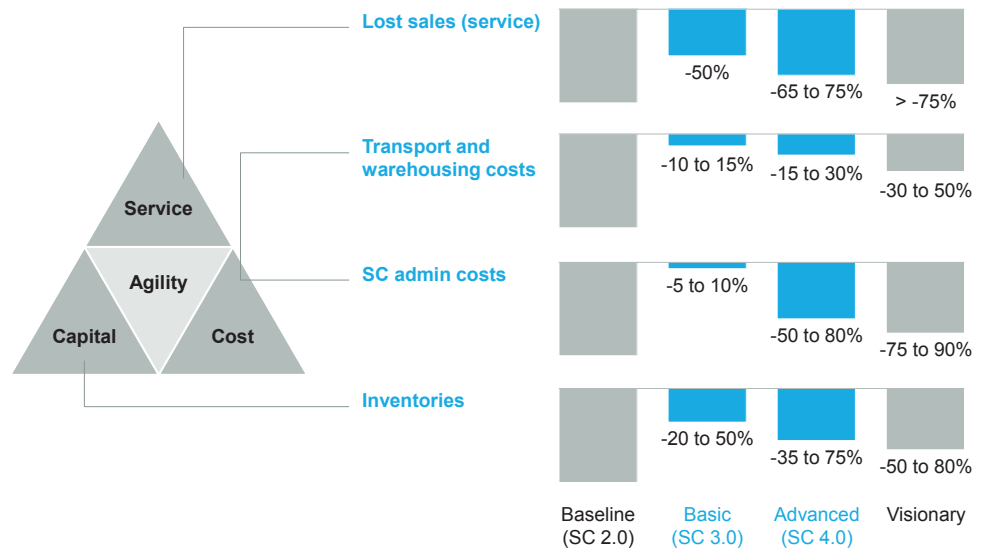 Lost sales (service)
-50%
-65 to 75%
> -75%
Transport and
warehousing costs
-10 to 15%
-15 to 30%
-30 to 50%
Service
Agility
Capital
Cost
SC admin costs
-5 to 10%
-50 to 80%
-75 to 90%
Inventories
-20 to 50%
-35 to 75%
-50 to 80%
Baseline
(SC 2.0)
Basic
(SC 3.0)
Advanced
(SC 4.0)
Visionary